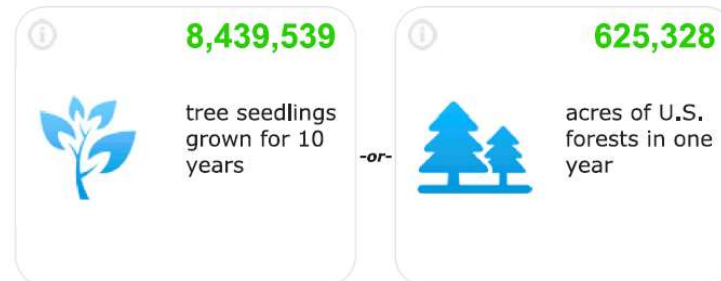 8,439,539
tree seedlings
grown for 10
years
-or-
625,328
acres of U.S.
forests in one
year